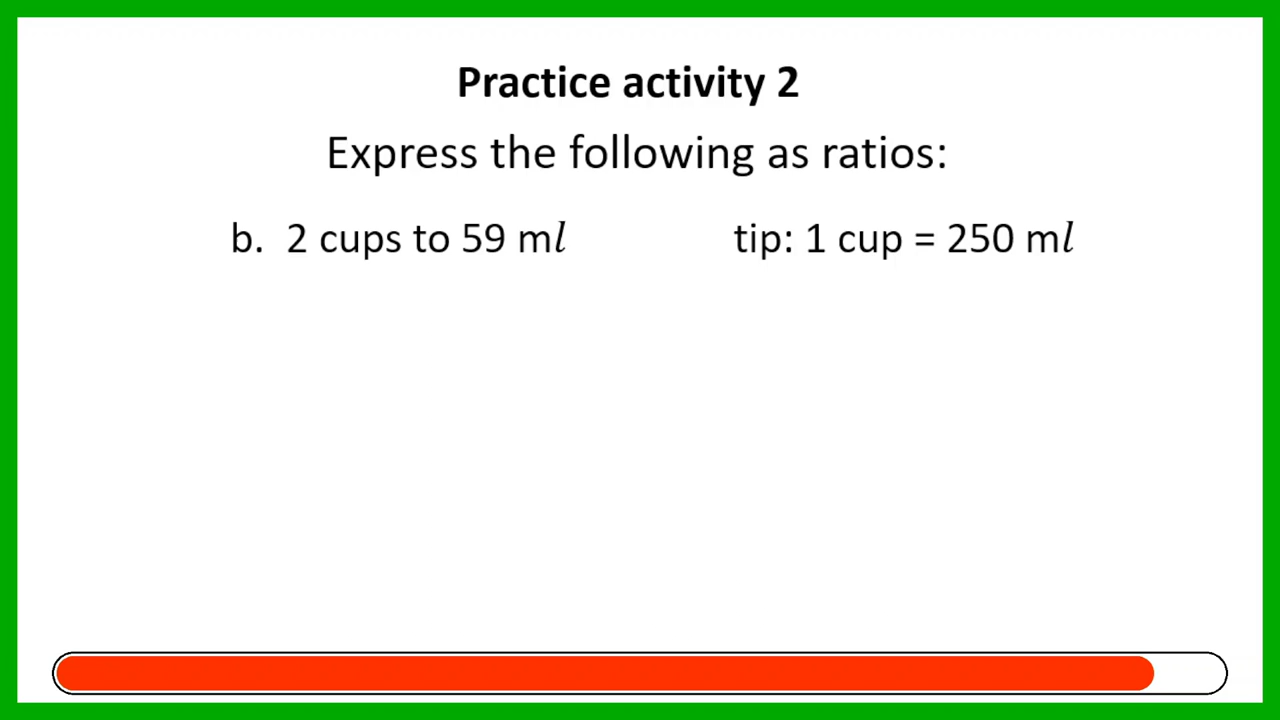 Practice activity 2
Express the following as ratios:
b. 2 cups to 59 ml tip: 1 cup = 250 ml